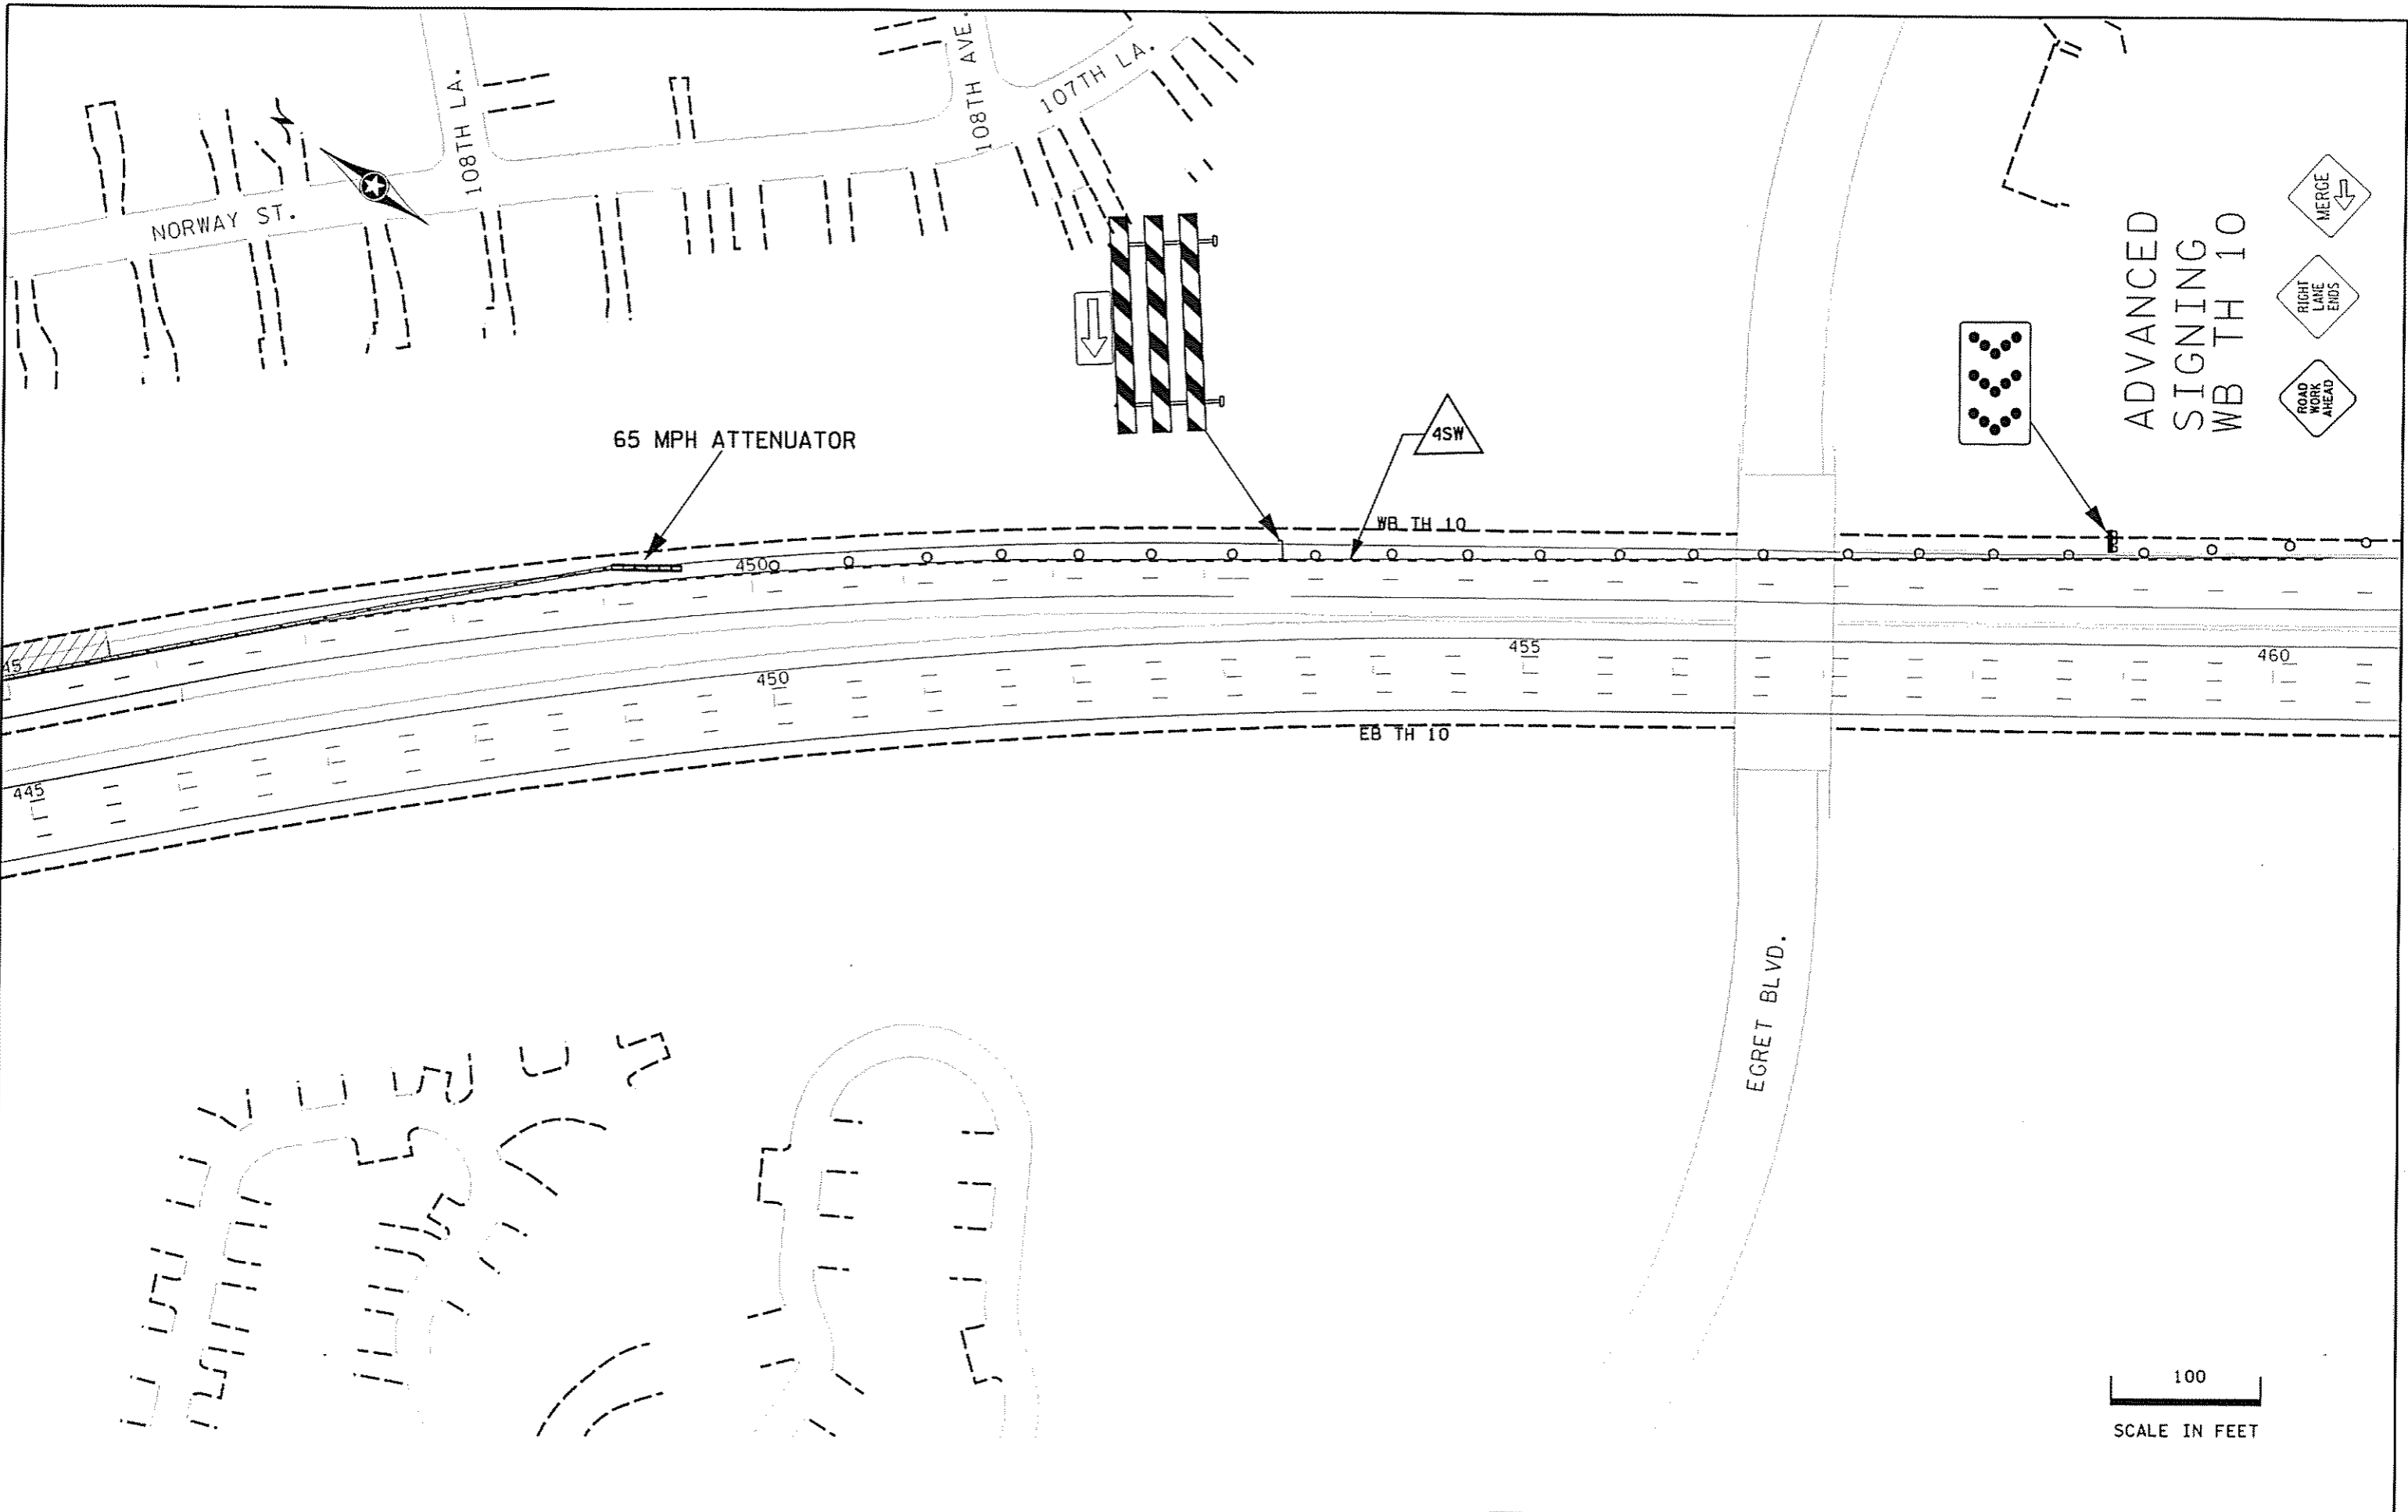 108TH LA.
108TH AVE.
107TH LA.
NORWAY ST.
MERGE
RIGHT
LANE
ENDS
ROAD
WORK
AHEAD
ADVANCED
SIGNING
WB TH 10
65 MPH ATTENUATOR
4SW
WB TH 10
450
455
460
45
450
EB TH 10
445
EGRET BLVD.
100
SCALE IN FEET